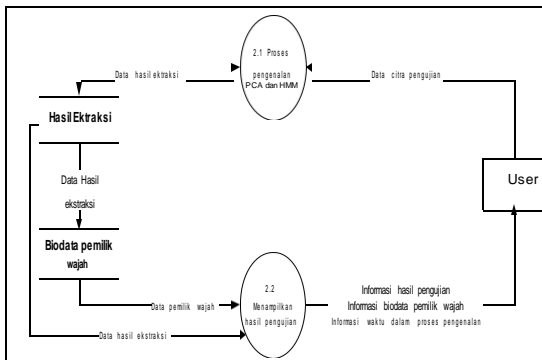 2.1 Proses
pengenalan
PCA dan HMM
Data hasil ektraksi
Data citra pengujian
Hasil Ektraksi
Data Hasil
ekstraksi
User
Biodata pemilik
wajah
2.2
Menampilkan
hasil pengujian
Data pemilik wajah
Data hasil ekstraksi
Informasi hasil pengujian
Informasi biodata pemilik wajah
Informasi waktu dalam proses pengenalan